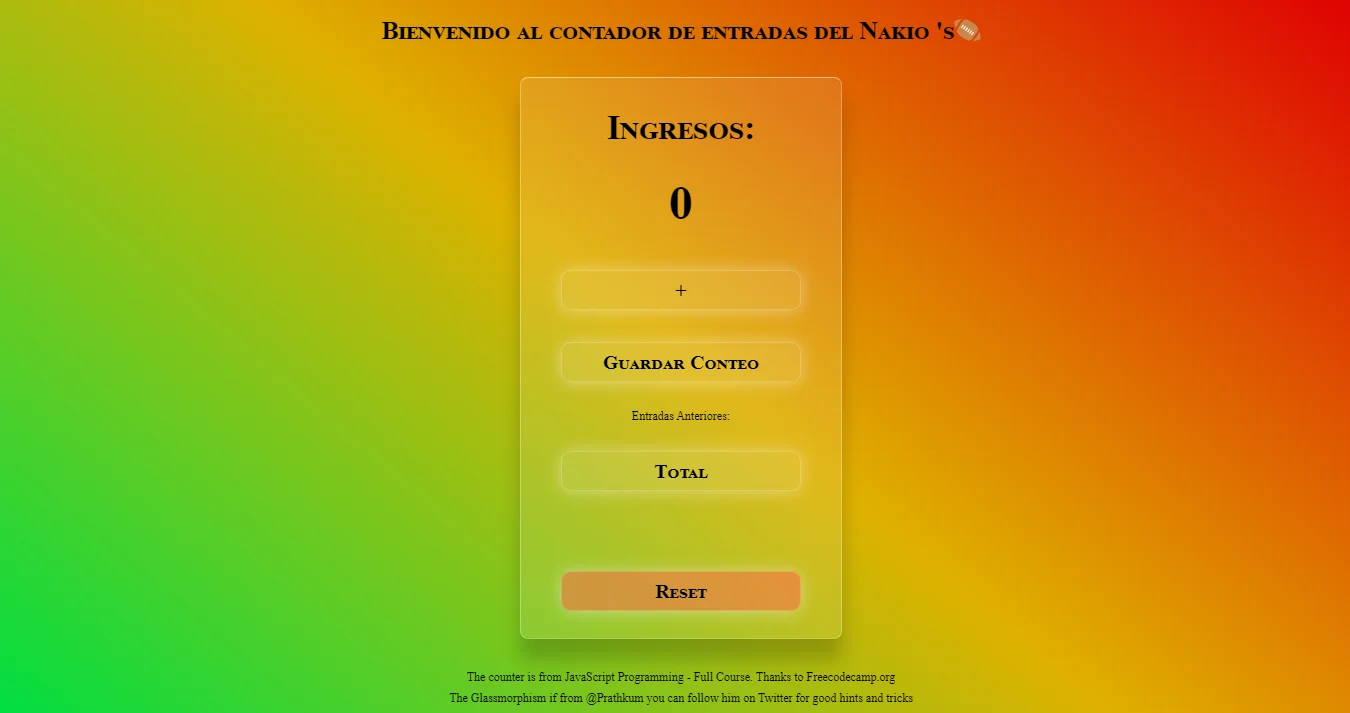 Bienvenido al contador de entradas del Nakio 's🏈
Ingresos:
0
+
Guardar Conteo
Entradas Anteriores:
Total
Reset
The counter is from JavaScript Programming - Full Course. Thanks to Freecodecamp.org
The Glassmorphism if from @Prathkum you can follow him on Twitter for good hints and tricks